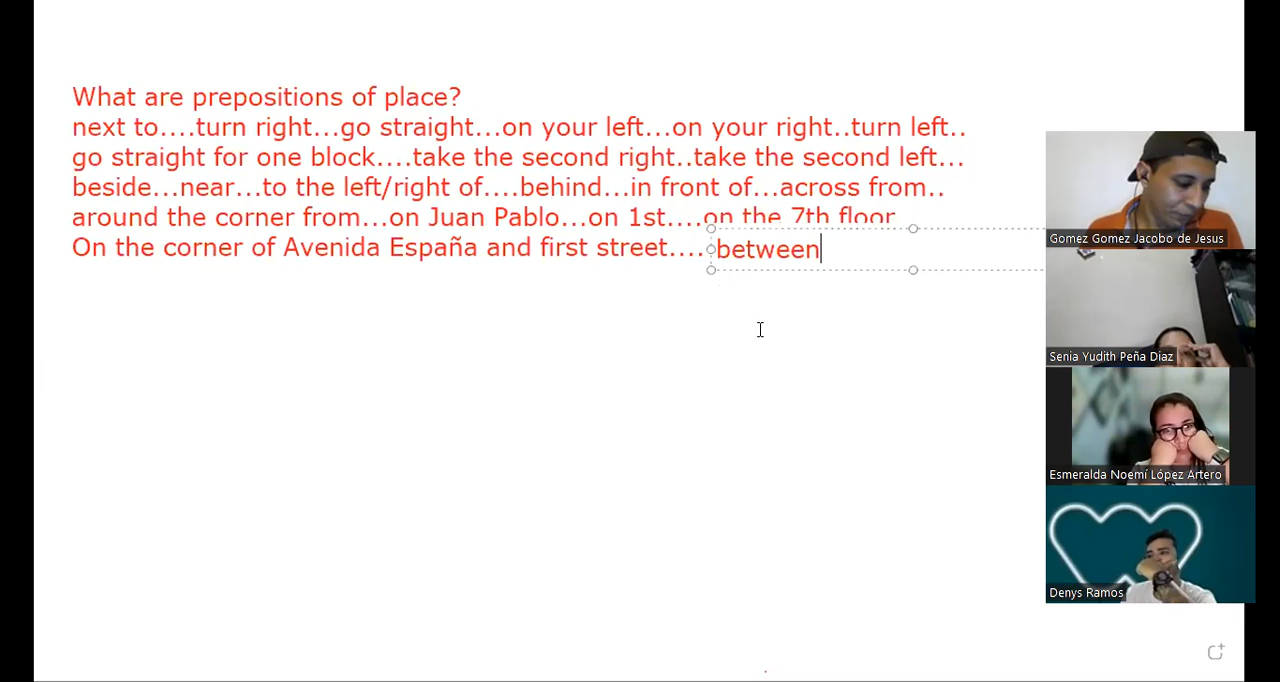 What are prepositions of place?
next to....turn right...go straight...on your left...on your right..turn left..
go straight for one block....take the second right..take the second left...
beside...near...to the left/right of....behind...in front of...across from..
around the corner from...on Juan Pablo...on 1st....on the 7th floor
On the corner of Avenida España and first street.... between
Gomez Gomez Jacobo de Jesus
Senia Yudith Peña Diaz
Esmeralda Noemí López Artero
Denys Ramos